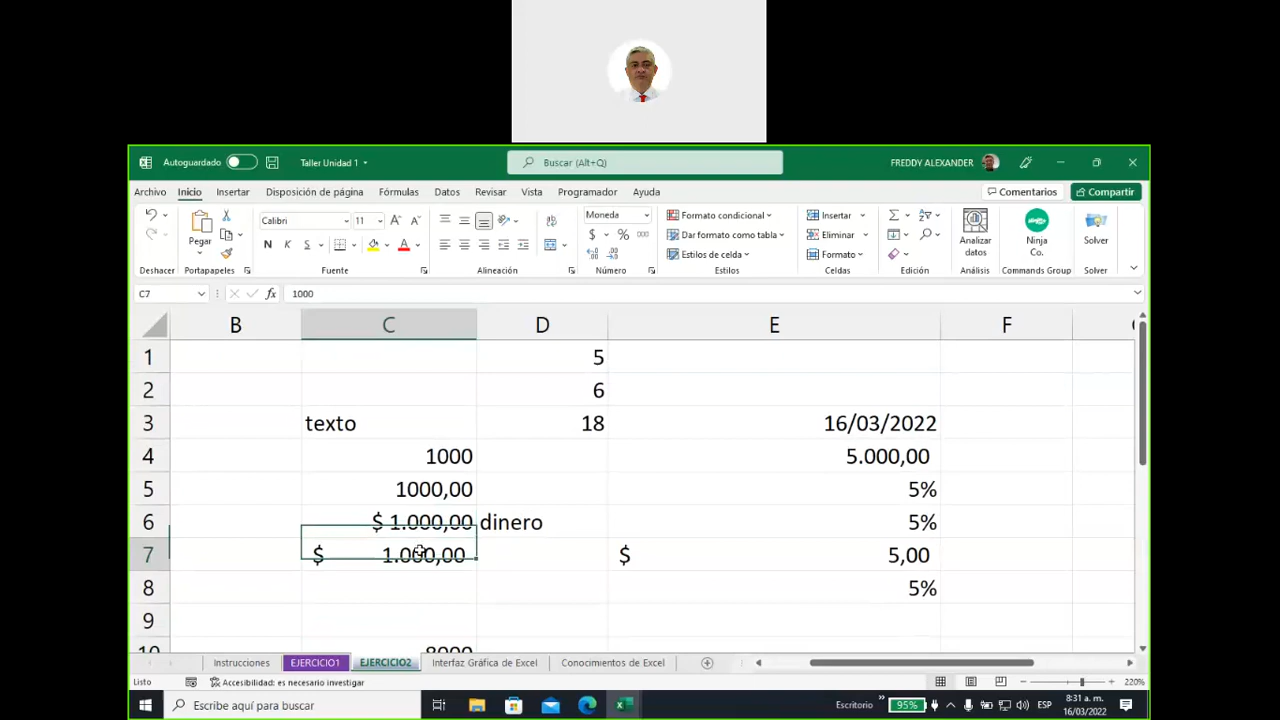 Autoguardado Taller Unidad 1 Buscar (Alt+Q) FREDDY ALEXANDER
Archivo Inicio Insertar Disposición de página Fórmulas Datos Revisar Vista Programador Ayuda Comentarios Compartir
Pegar Calibri 11 Moneda Formato condicional Insertar Analizar datos Ninja Co. Solver
N K S A $ % 000 Dar formato como tabla Eliminar
Estilos de celda Formato
Deshacer Portapapeles Fuente Alineación Número Estilos Celdas Edición Análisis Commands Group Solver
C7 fx 1000
B C D E F
1 5
2 6
3 texto 18 16/03/2022
4 1000 5.000,00
5 1000,00 5%
6 $ 1.000,00 dinero 5%
7 $ 1.000,00 $ 5,00
8 5%
9
10 8000
Instrucciones EJERCICIO1 EJERCICIO2 Interfaz Gráfica de Excel Conocimientos de Excel
Listo Accesibilidad: es necesario investigar 220%
Escribe aquí para buscar Escritorio 95% ESP 8:31 a. m.
16/03/2022